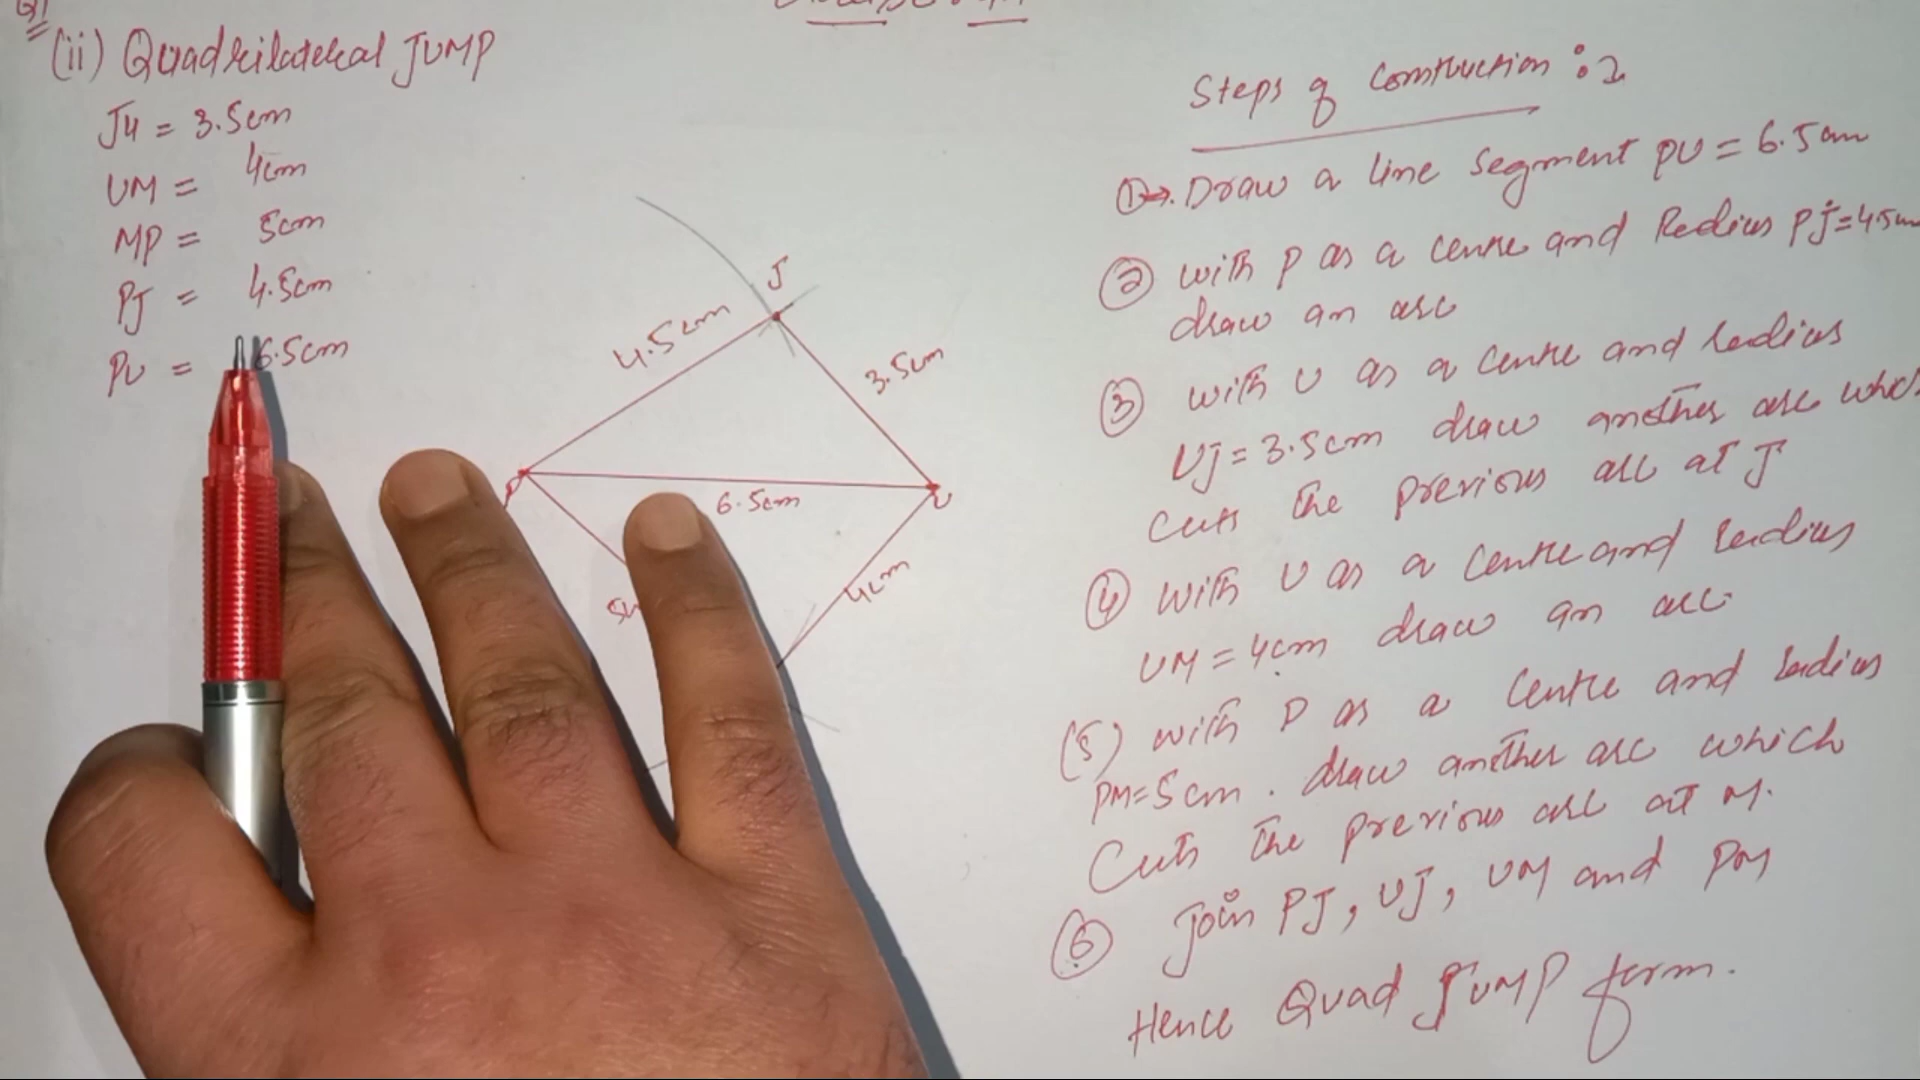 (ii) Quadrilateral JUMP
JU = 3.5cm
UM = 4cm
MP = 5cm
PJ = 4.5cm
PU = 6.5cm
J
4.5cm
3.5cm
P
6.5cm
U
4cm
Steps of Construction :-
① → Draw a line segment PU = 6.5cm
② with P as a centre and Radius PJ=4.5cm
draw an arc
③ with U as a centre and radius
UJ = 3.5cm draw another arc
cuts the previous arc at J
④ With U as a centre and radius
UM = 4cm draw an arc.
(5) with P as a centre and radius
PM=5cm. draw another arc which
Cuts the previous arc at M.
⑥ Join PJ, UJ, UM and PM
Hence Quad JUMP form.